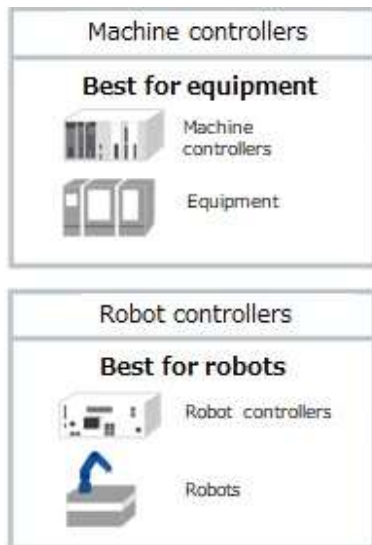 Machine controllers
Best for equipment
Machine
controllers
Equipment
Robot controllers
Best for robots
Robot controllers
Robots